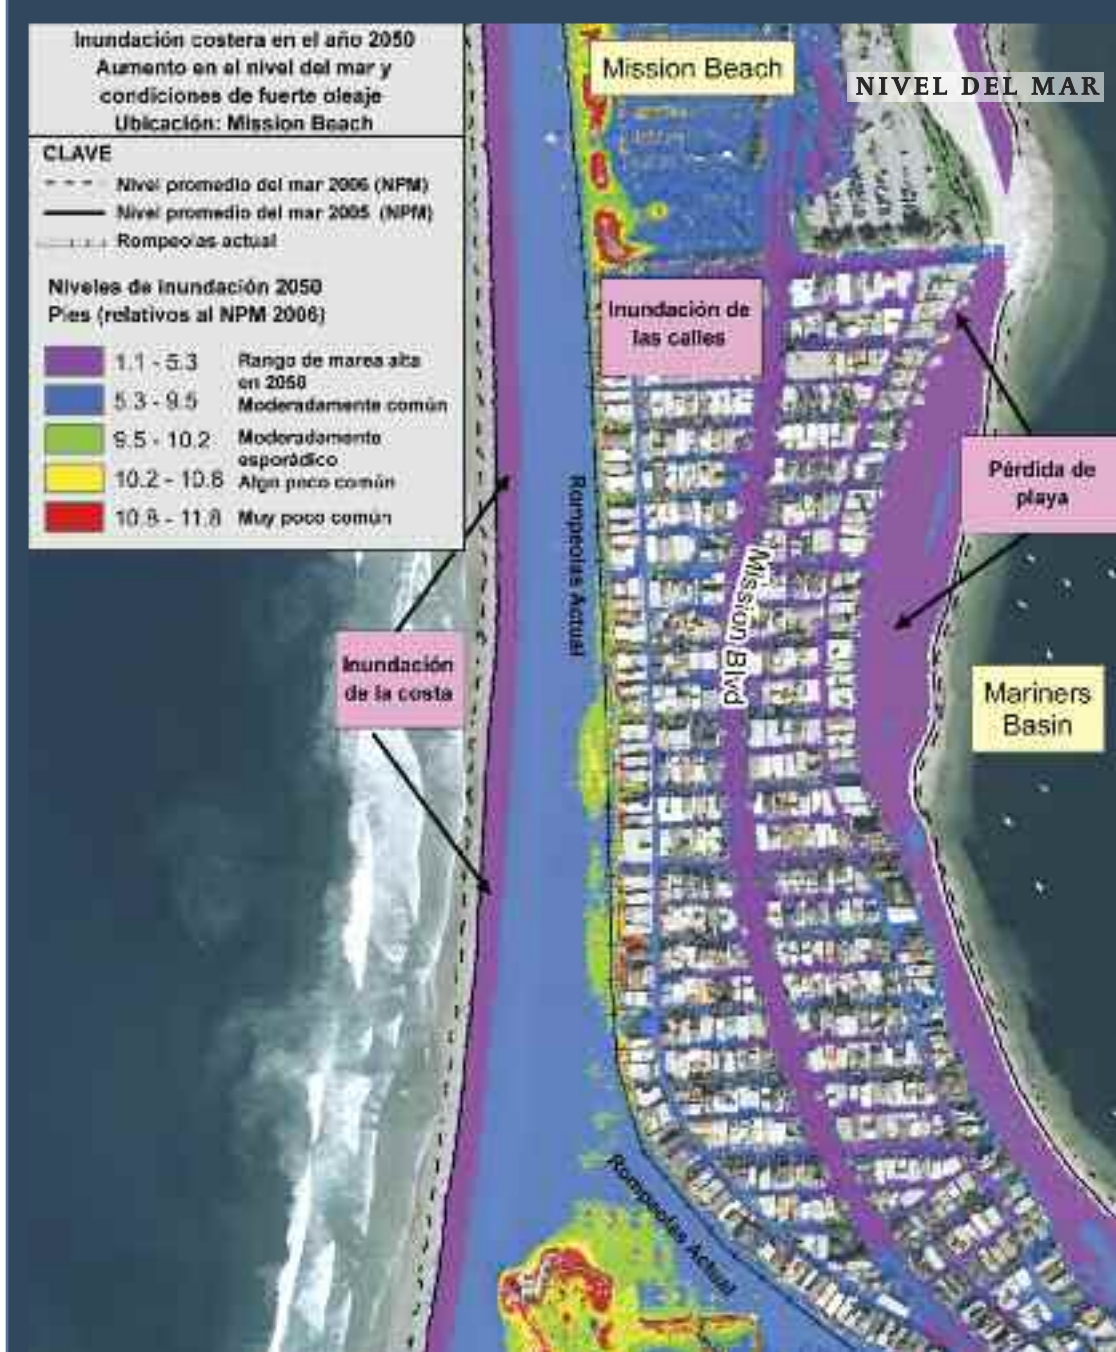 Inundación costera en el año 2050
Aumento en el nivel del mar y
condiciones de fuerte oleaje
Ubicación: Mission Beach
CLAVE
Nivel promedio del mar 2006 (NPM)
Nivel promedio del mar 2005 (NPM)
Rompeolas actual
Niveles de inundación 2050
Pies (relativos al NPM 2006)
1.1 - 5.3 Rango de marea alta
en 2050
5.3 - 9.5 Moderadamente común
9.5 - 10.2 Moderadamente
esporádico
10.2 - 10.8 Algo poco común
10.8 - 11.8 Muy poco común
Mission Beach
NIVEL DEL MAR
Inundación de
las calles
Pérdida de
playa
Rompeolas Actual
Mission Blvd
Inundación
de la costa
Mariners
Basin
Rompeolas Actual